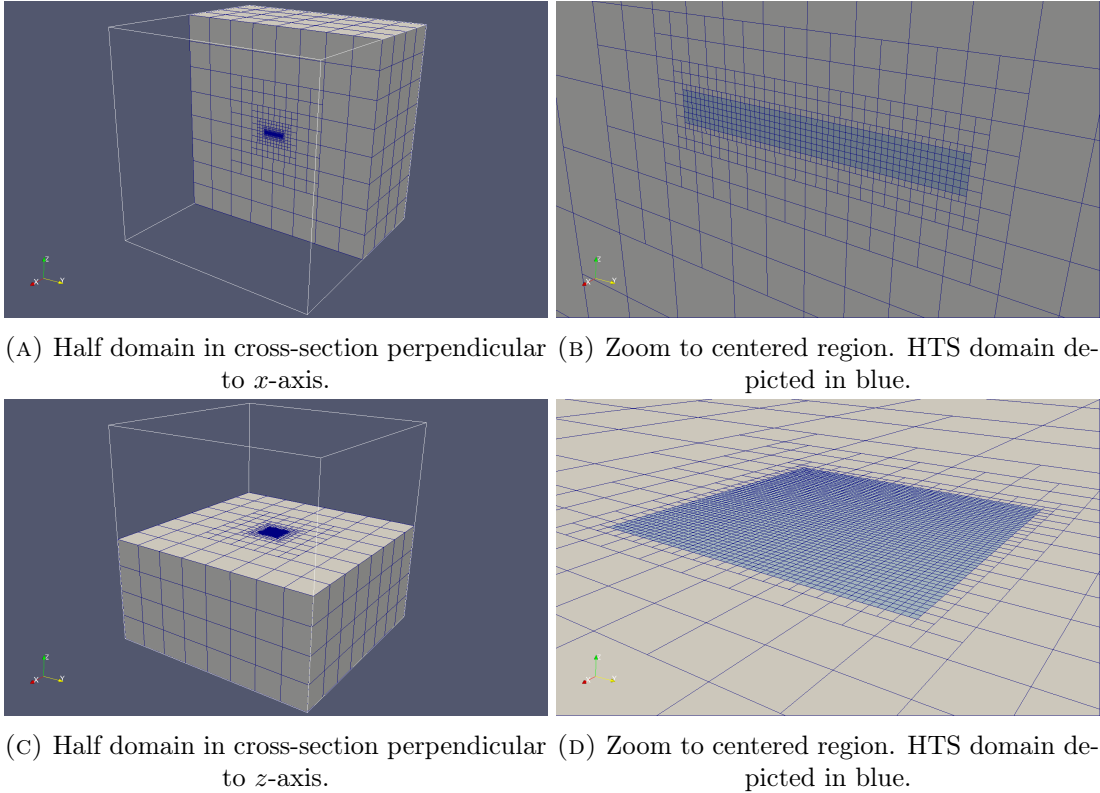 Z
X
Y
Z
X
Y
(A) Half domain in cross-section perpendicular
to x-axis.
(B) Zoom to centered region. HTS domain de-
picted in blue.
Z
X
Y
Z
X
Y
(C) Half domain in cross-section perpendicular
to z-axis.
(D) Zoom to centered region. HTS domain de-
picted in blue.